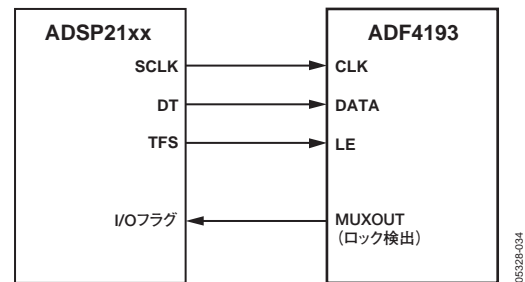 ADSP21xx
ADF4193
SCLK
CLK
DT
DATA
TFS
LE
I/Oフラグ
MUXOUT
(ロック検出)
05328-034